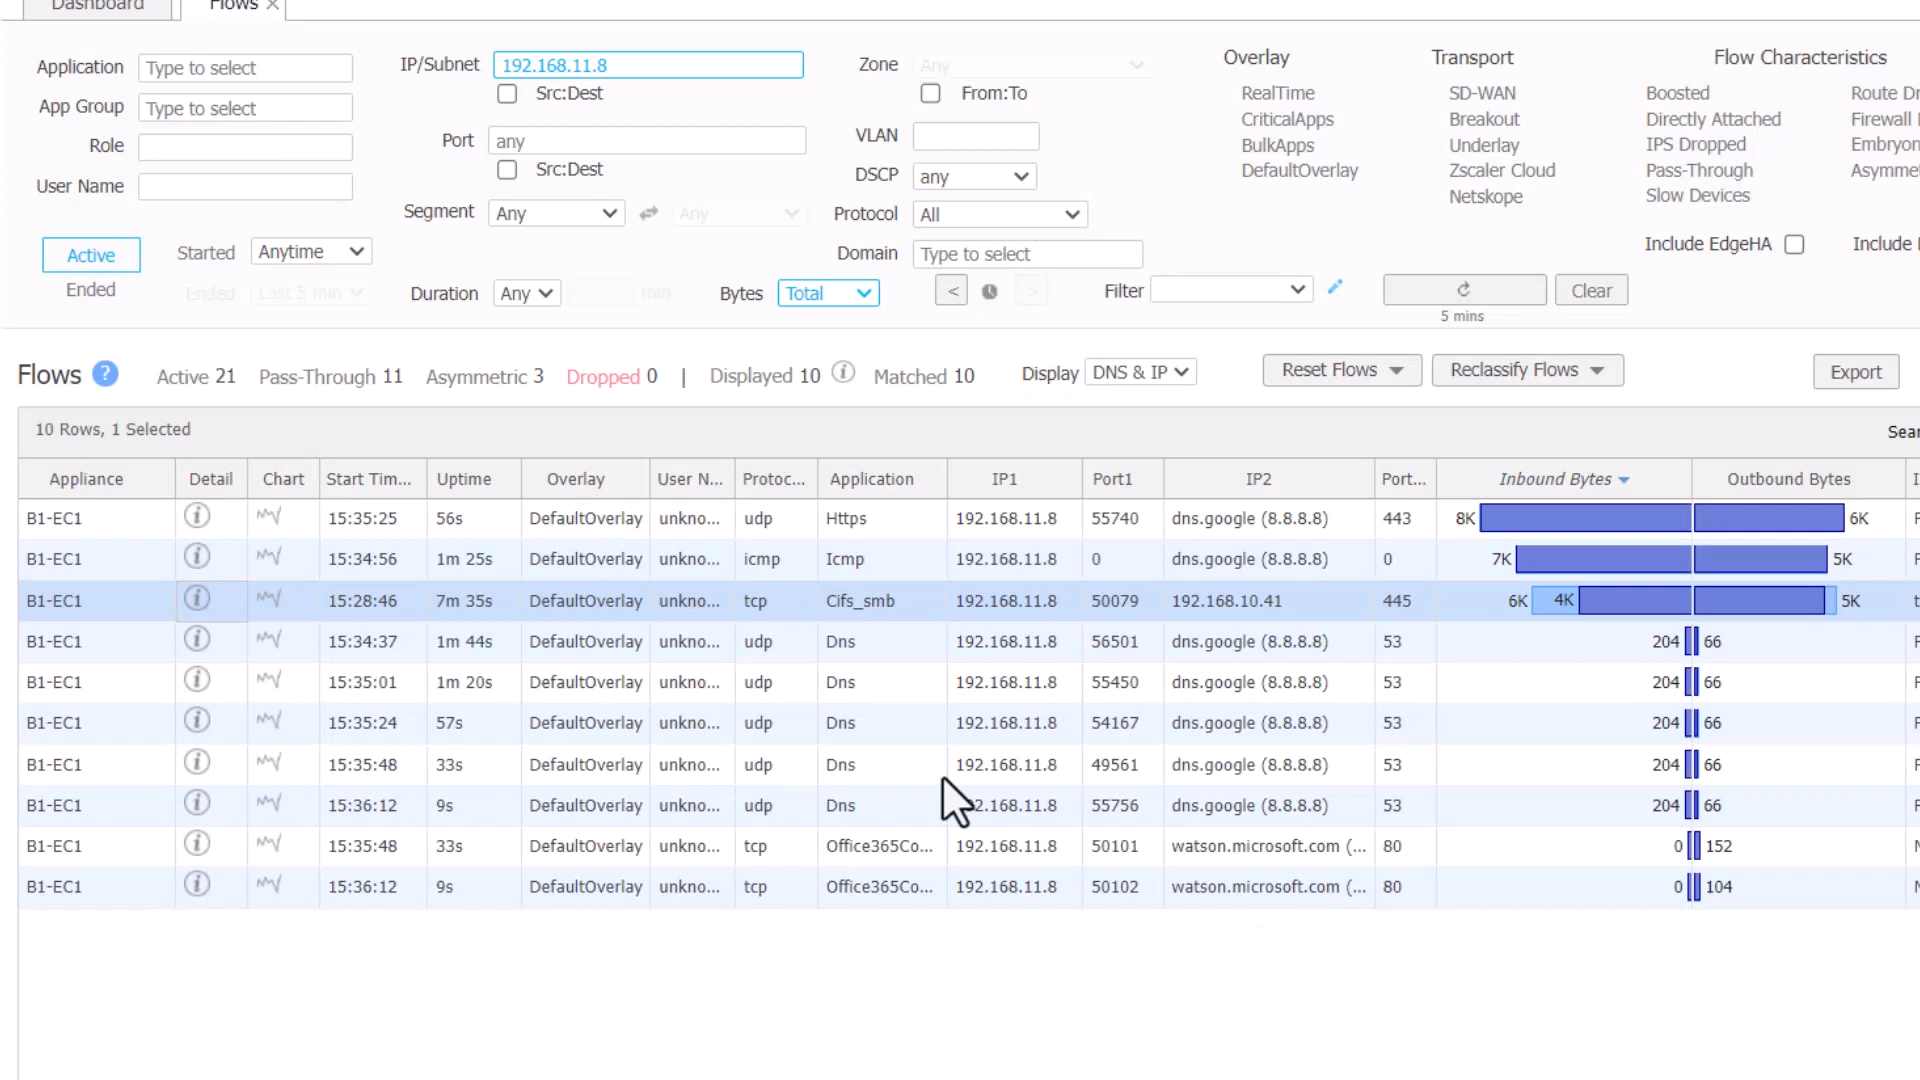 Dashboard Flows
Application Type to select IP/Subnet 192.168.11.8 Zone Any Overlay Transport Flow Characteristics
Src:Dest From:To RealTime SD-WAN Boosted Route Dr
App Group Type to select CriticalApps Breakout Directly Attached Firewall
Role Port any VLAN BulkApps Underlay IPS Dropped Embryon
Src:Dest DSCP any DefaultOverlay Zscaler Cloud Pass-Through Asymmet
User Name Netskope Slow Devices
Segment Any Any Protocol All
Active Started Anytime Domain Type to select Include EdgeHA Include
Ended Ended Last 5 min Duration Any min Bytes Total < > Filter Clear
5 mins
Flows ? Active 21 Pass-Through 11 Asymmetric 3 Dropped 0 | Displayed 10 Matched 10 Display DNS & IP Reset Flows Reclassify Flows Export
10 Rows, 1 Selected Sear
Appliance Detail Chart Start Tim... Uptime Overlay User N... Protoc... Application IP1 Port1 IP2 Port... Inbound Bytes Outbound Bytes
B1-EC1 15:35:25 56s DefaultOverlay unkno... udp Https 192.168.11.8 55740 dns.google (8.8.8.8) 443 8K 6K
B1-EC1 15:34:56 1m 25s DefaultOverlay unkno... icmp Icmp 192.168.11.8 0 dns.google (8.8.8.8) 0 7K 5K
B1-EC1 15:28:46 7m 35s DefaultOverlay unkno... tcp Cifs_smb 192.168.11.8 50079 192.168.10.41 445 6K 4K 5K
B1-EC1 15:34:37 1m 44s DefaultOverlay unkno... udp Dns 192.168.11.8 56501 dns.google (8.8.8.8) 53 204 66
B1-EC1 15:35:01 1m 20s DefaultOverlay unkno... udp Dns 192.168.11.8 55450 dns.google (8.8.8.8) 53 204 66
B1-EC1 15:35:24 57s DefaultOverlay unkno... udp Dns 192.168.11.8 54167 dns.google (8.8.8.8) 53 204 66
B1-EC1 15:35:48 33s DefaultOverlay unkno... udp Dns 192.168.11.8 49561 dns.google (8.8.8.8) 53 204 66
B1-EC1 15:36:12 9s DefaultOverlay unkno... udp Dns 2.168.11.8 55756 dns.google (8.8.8.8) 53 204 66
B1-EC1 15:35:48 33s DefaultOverlay unkno... tcp Office365Co... 192.168.11.8 50101 watson.microsoft.com (... 80 0 152
B1-EC1 15:36:12 9s DefaultOverlay unkno... tcp Office365Co... 192.168.11.8 50102 watson.microsoft.com (... 80 0 104